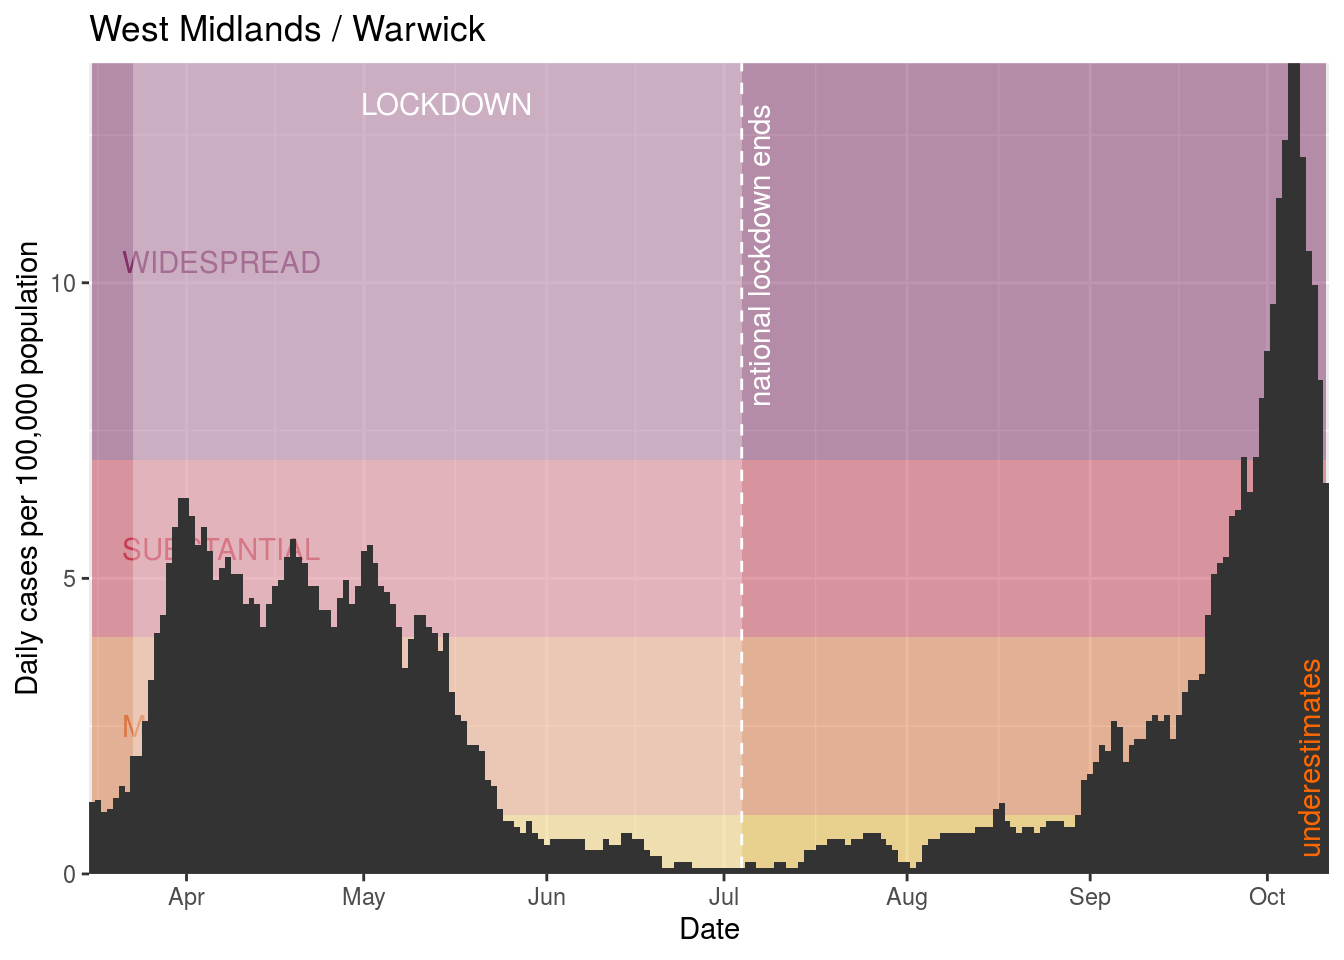 West Midlands / Warwick
LOCKDOWN
national lockdown ends
WIDESPREAD
SUBSTANTIAL
M
underestimates
Daily cases per 100,000 population
10
5
0
Apr
May
Jun
Jul
Aug
Sep
Oct
Date